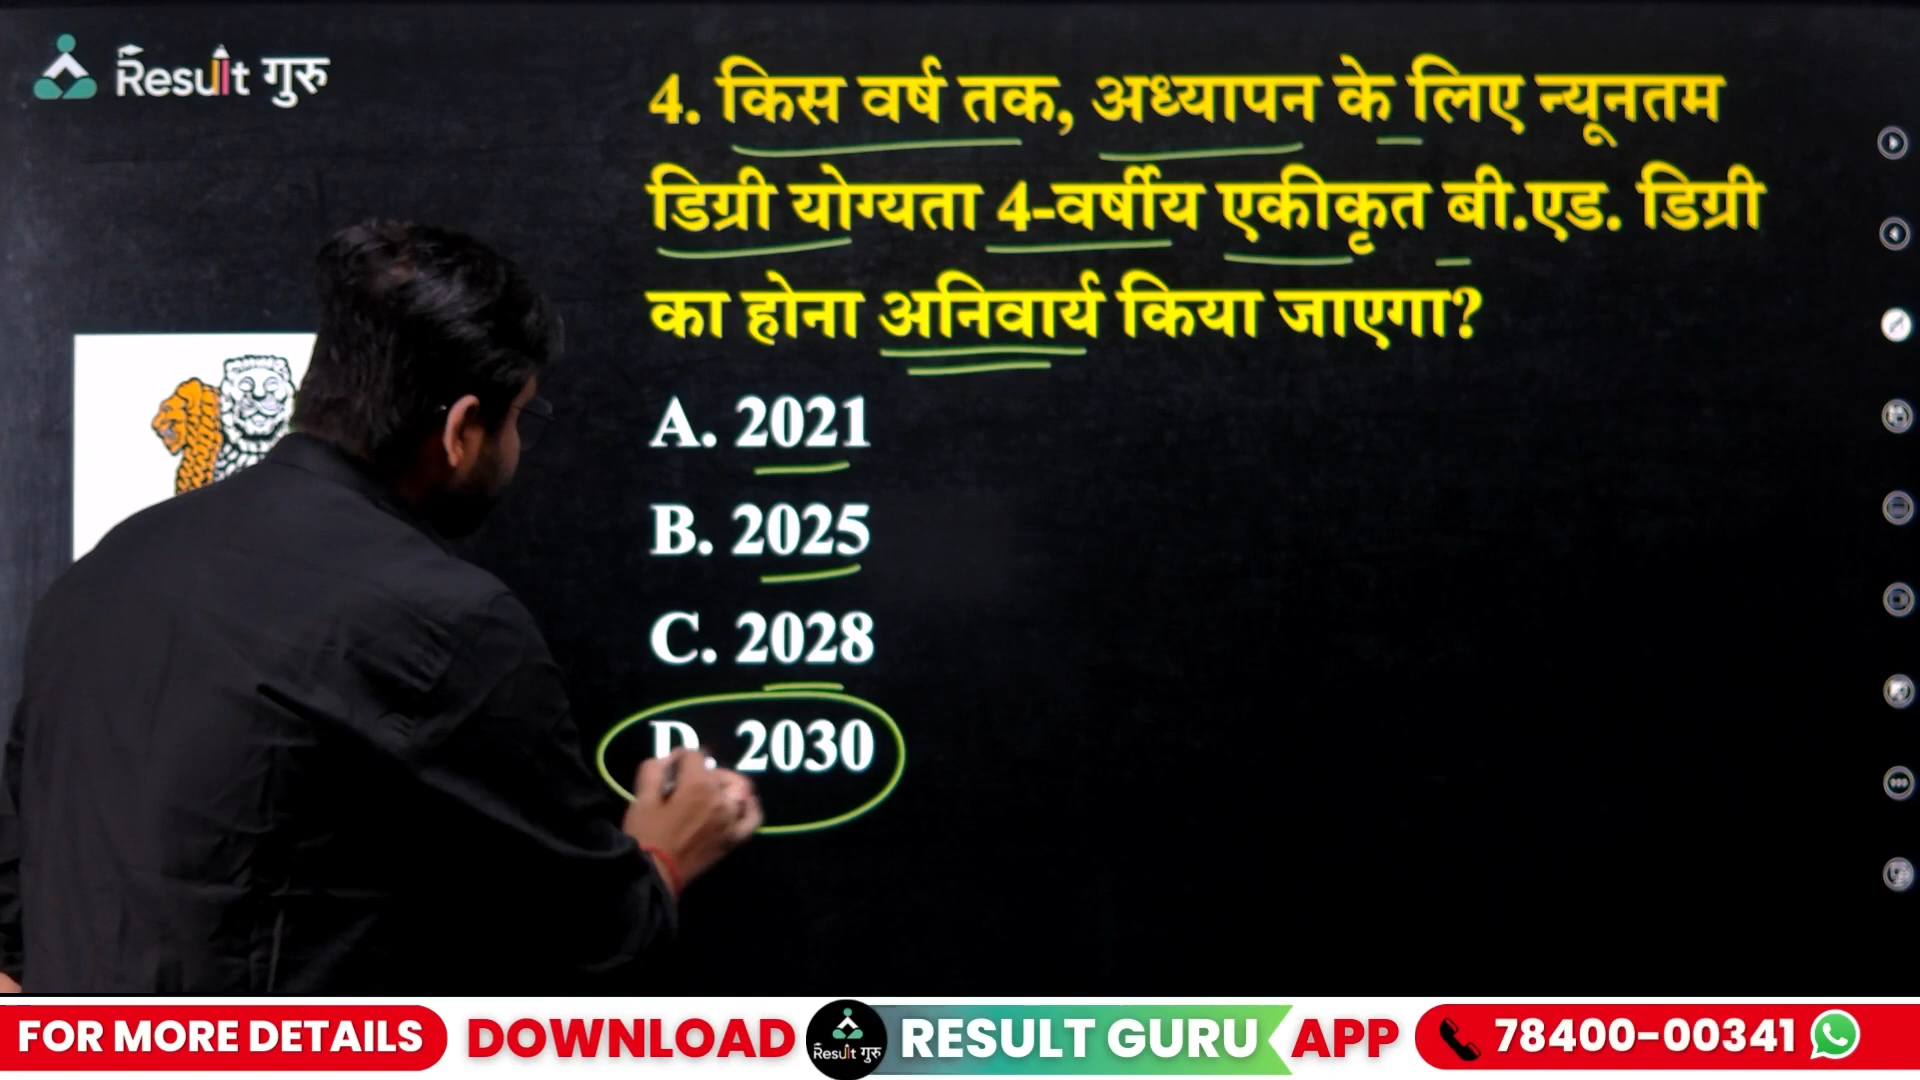 Result गुरु
4. किस वर्ष तक, अध्यापन के लिए न्यूनतम
डिग्री योग्यता 4-वर्षीय एकीकृत बी.एड. डिग्री
का होना अनिवार्य किया जाएगा?
A. 2021
B. 2025
C. 2028
D. 2030
FOR MORE DETAILS DOWNLOAD Result गुरु RESULT GURU APP 78400-00341